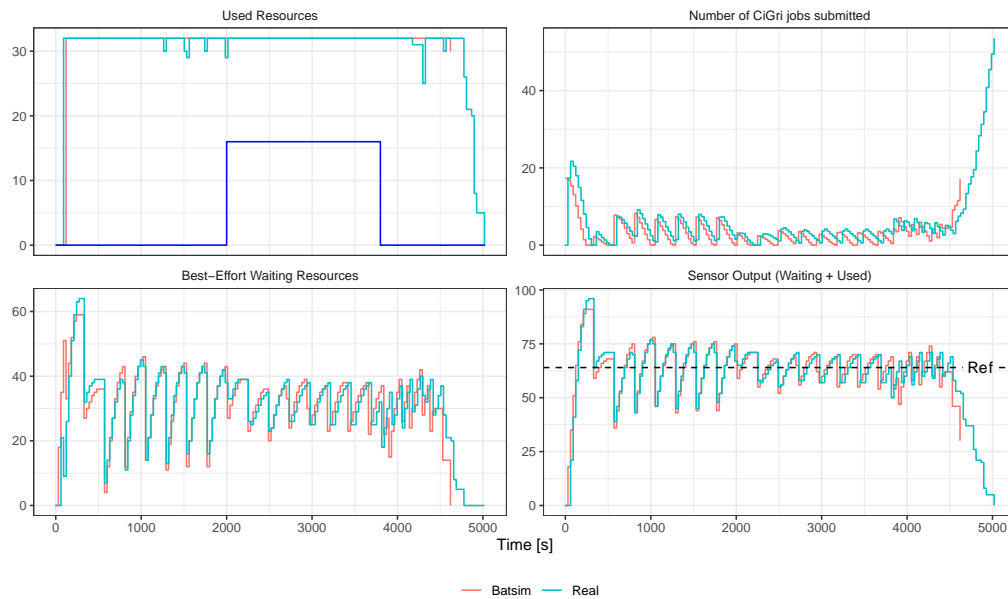 Used Resources
Number of CiGri jobs submitted
30
20
10
0
40
20
0
Best−Effort Waiting Resources
Sensor Output (Waiting + Used)
60
40
20
0
100
75
50
25
0
Ref
0 1000 2000 3000 4000 5000
0 1000 2000 3000 4000 5000
Time [s]
Batsim Real